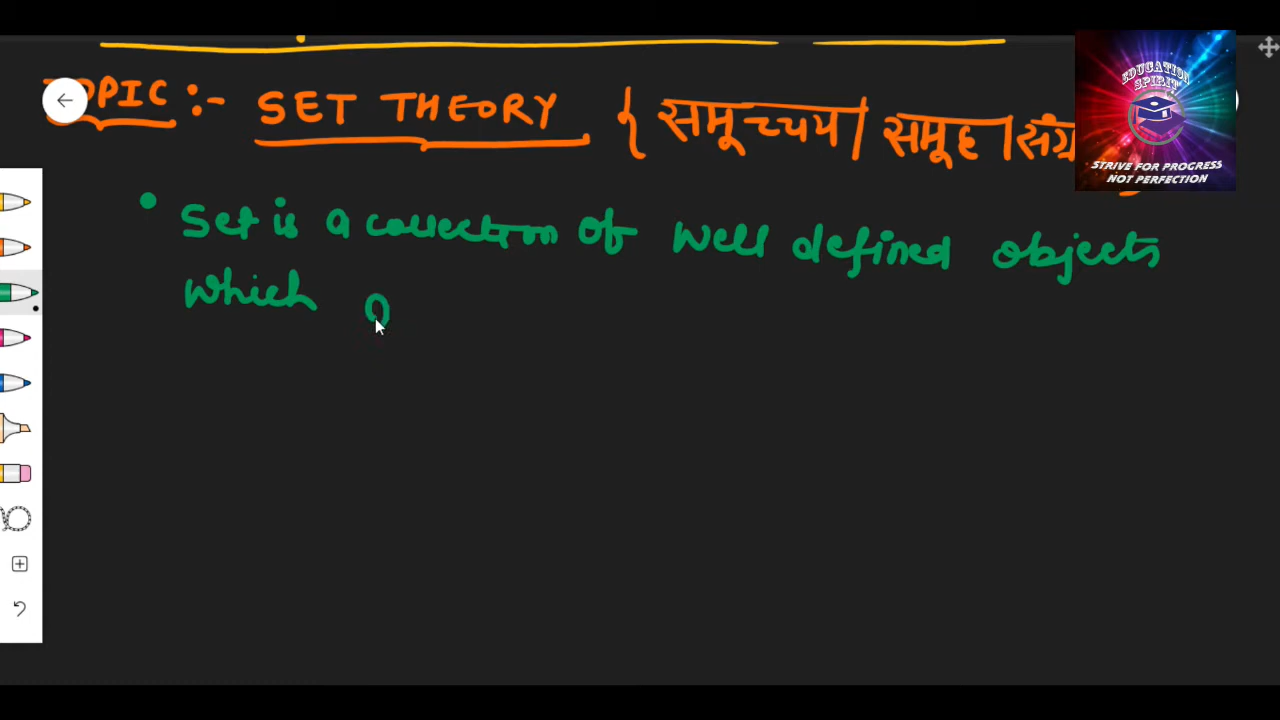 TOPIC :- SET THEORY { समूच्चय / समूह / संग्र
EDUCATION
SPIRIT
STRIVE FOR PROGRESS
NOT PERFECTION
• Set is a collection of well defined objects
which